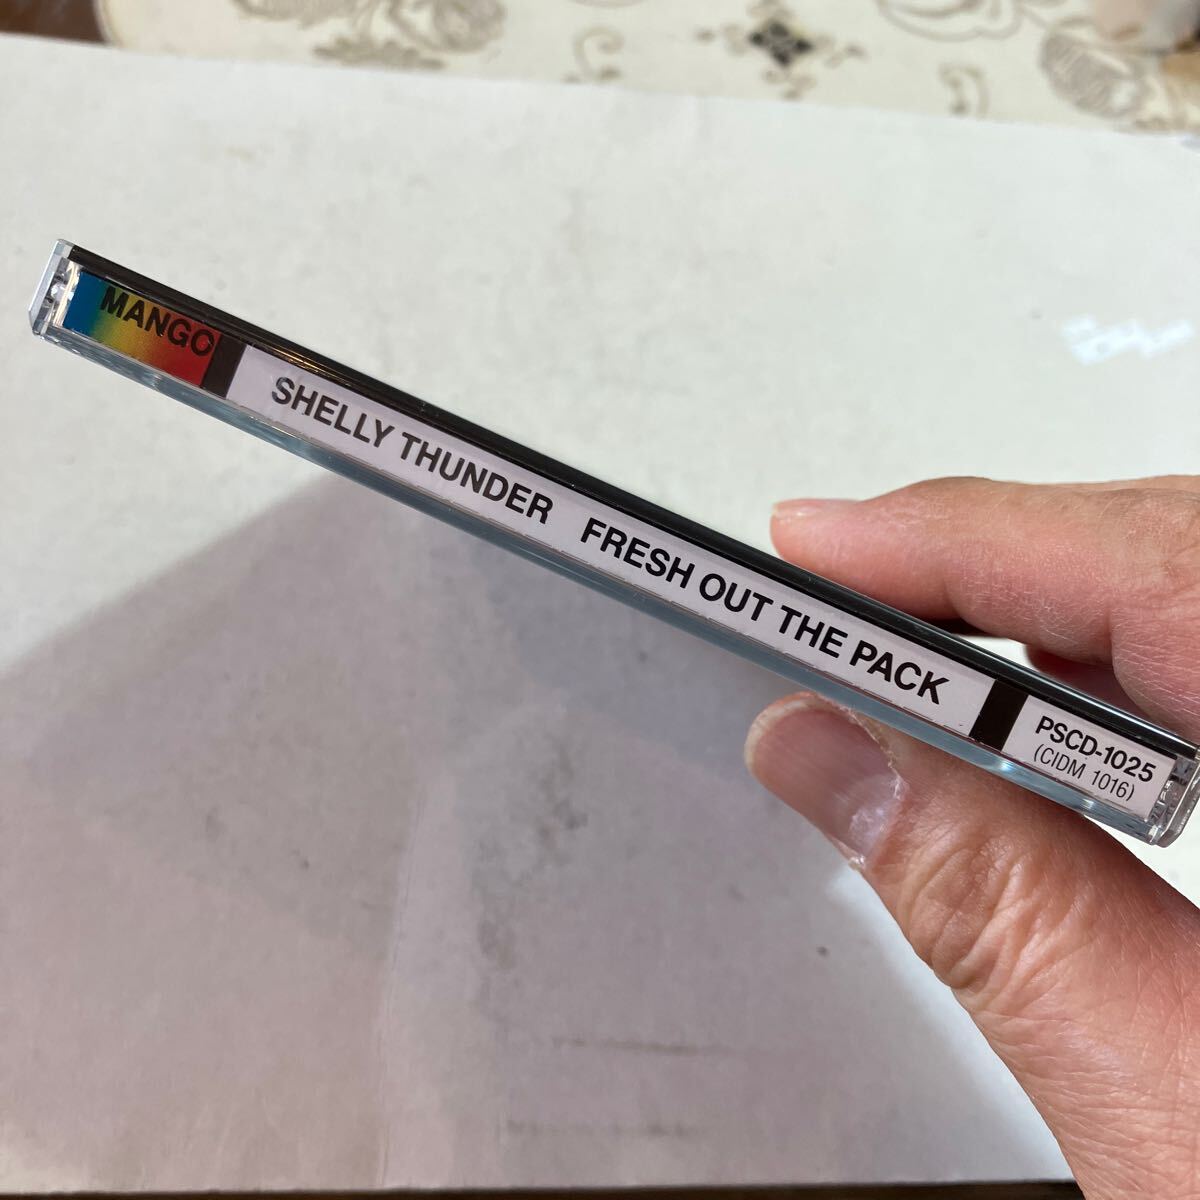 MANGO
SHELLY THUNDER FRESH OUT THE PACK
PSCD-1025
(CIDM 1016)